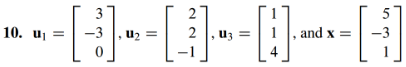 10. u₁ = [3 -3 0], u₂ = [2 2 -1], u₃ = [1 1 4], and x = [5 -3 1]